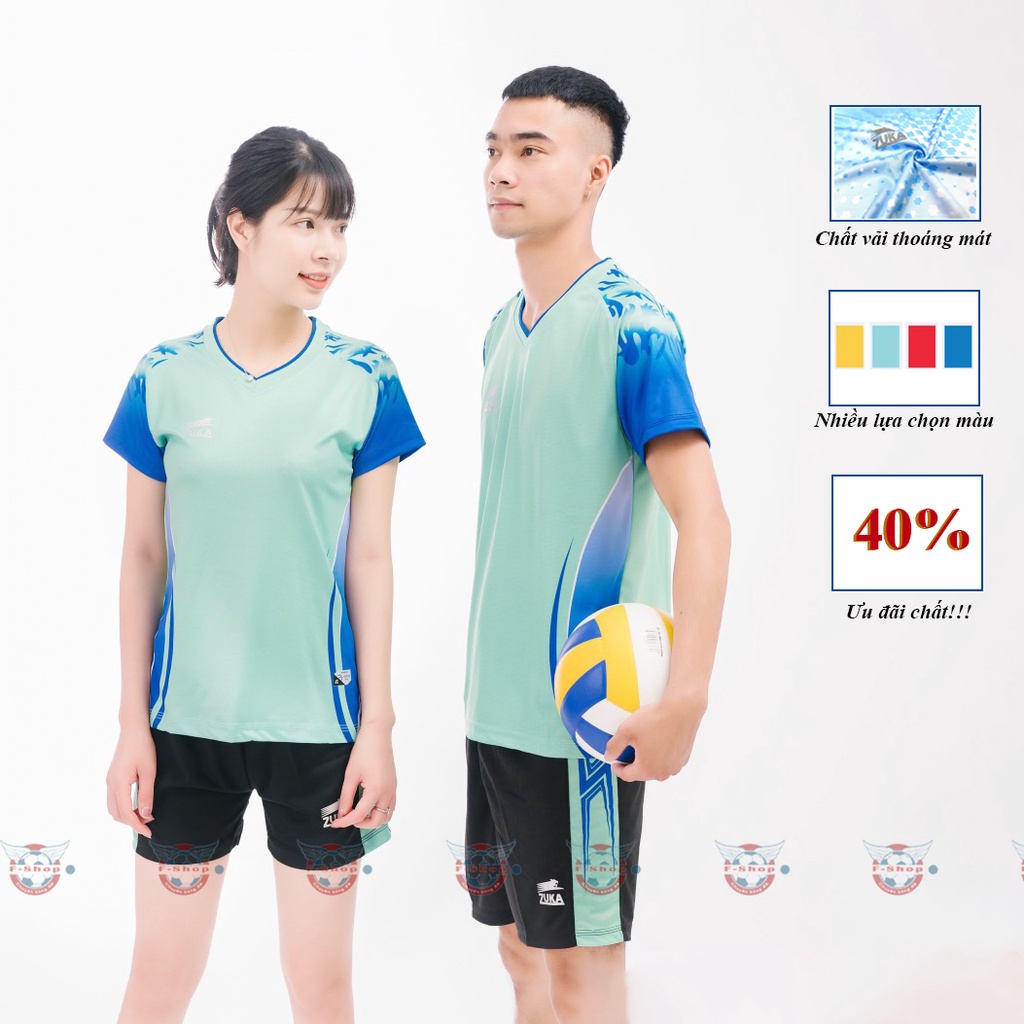 ZUKA
Chất vải thoáng mát
Nhiều lựa chọn màu
40%
Ưu đãi chất!!!
ZUKA
ZUKA
ZUKA
F-Shop
F-Shop
F-Shop
F-Shop
F-Shop
F-Shop
F-Shop